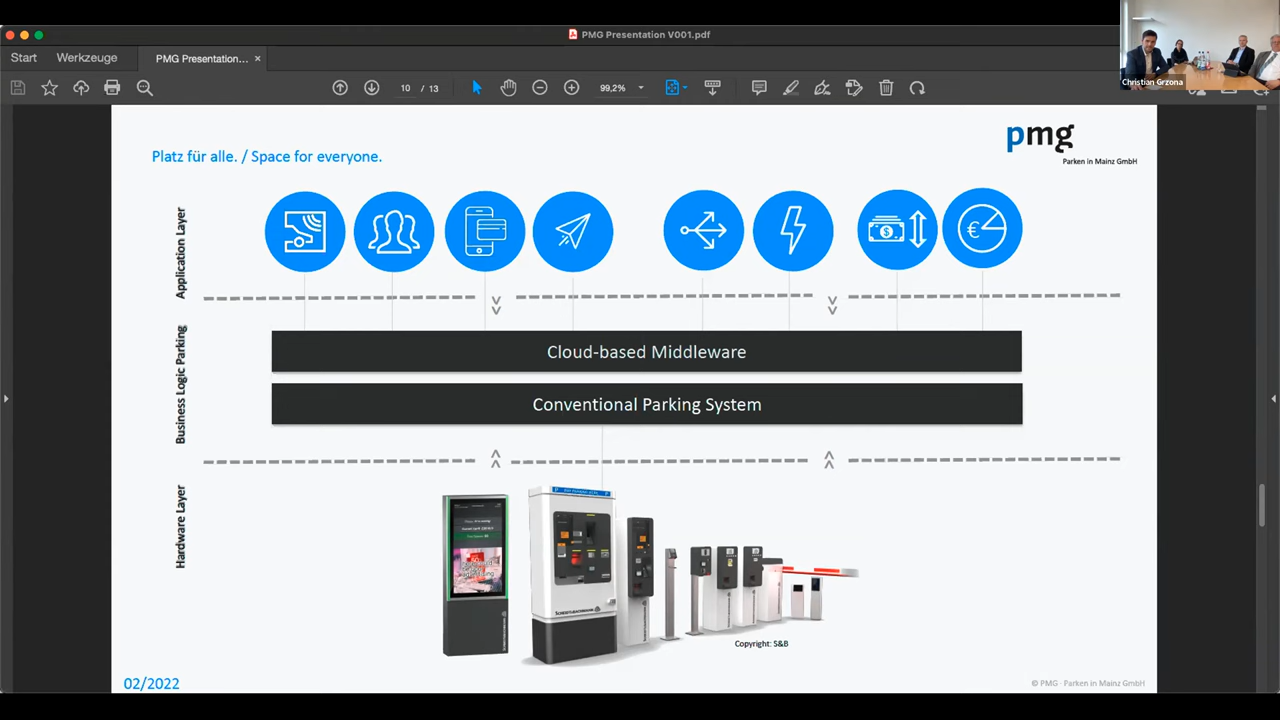 PMG Presentation V001.pdf
Start
Werkzeuge
PMG Presentation...
10 / 13
99,2%
Christian Grzona
pmg
Parken in Mainz GmbH
Platz für alle. / Space for everyone.
Application Layer
Business Logic Parking
Cloud-based Middleware
Conventional Parking System
Hardware Layer
SCHEIDT&BACHMANN
Copyright: S&B
02/2022
© PMG - Parken in Mainz GmbH